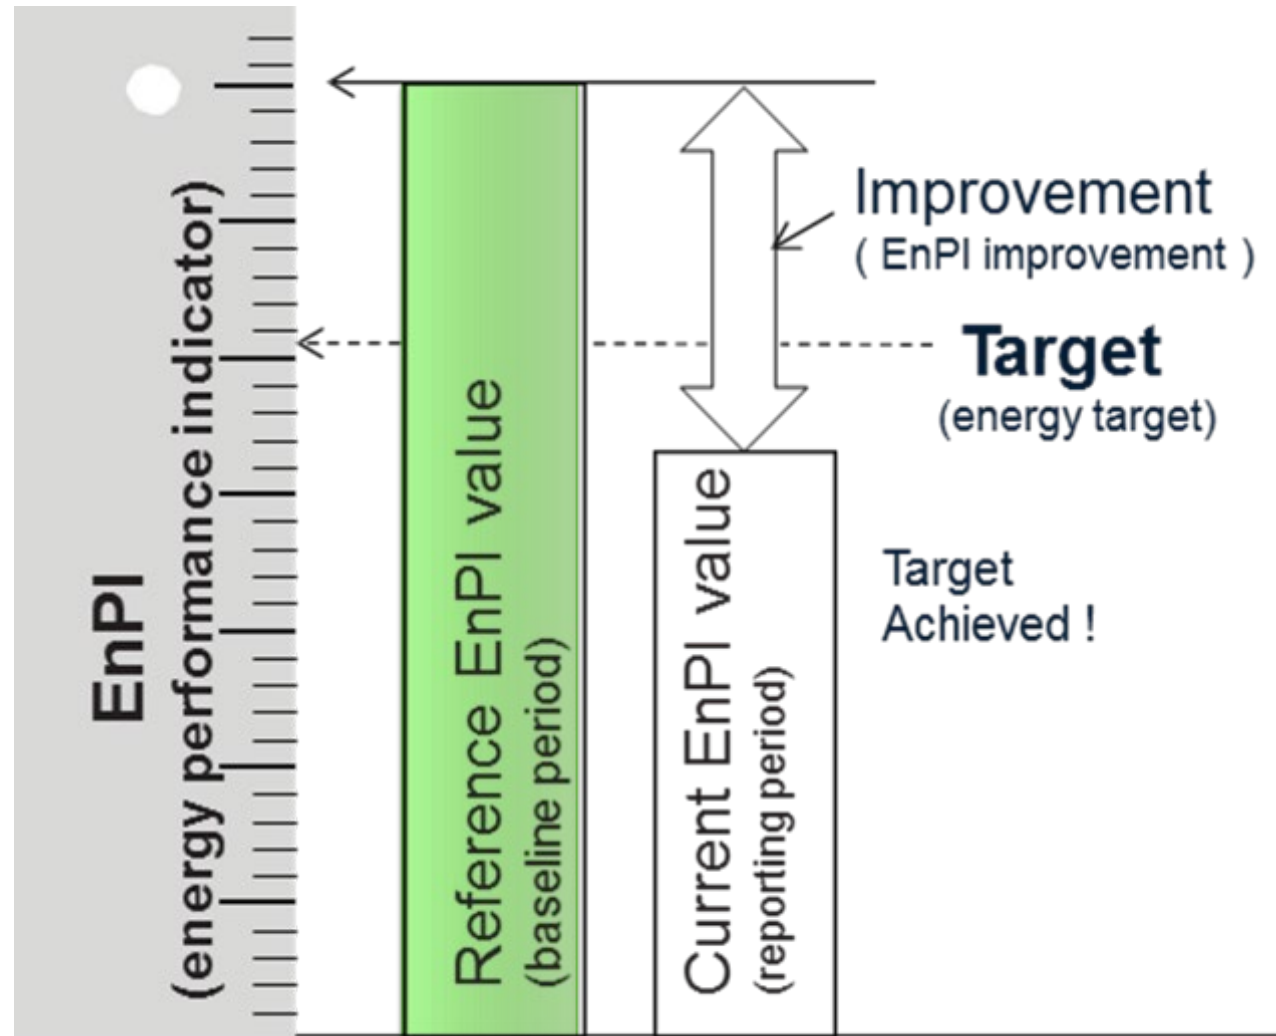 EnPI
(energy performance indicator)
Reference EnPI value
(baseline period)
Current EnPI value
(reporting period)
Improvement
( EnPI improvement )
Target
(energy target)
Target
Achieved !